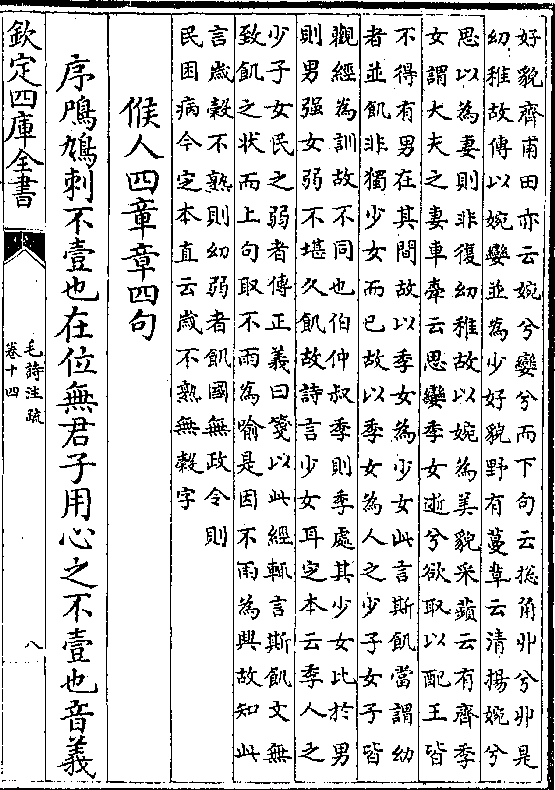 好貌齊甫田亦云婉兮孌兮而下句云總角丱兮丱是
幼稚故傳以婉孌並為少好貌野有蔓草云清揚婉兮
思以為妻則非復幼稚故以婉為美貌采蘋云有齊季
女謂大夫之妻車舝云思孌季女逝兮欲取以配王皆
不得有男在其間故以季女為少女此言斯飢當謂幼
者並飢非獨少女而已故以季女為人之少子女子皆
觀經為訓故不同也伯仲叔季則季處其少女比於男
則男强女弱不堪久飢故詩言少女耳定本云季人之
少子女民之弱者傳正義曰箋以此經輒言斯飢文無
致飢之状而上句取不雨為喻是因不雨為興故知此
言歲穀不熟則幼弱者飢國無政令則
民困病今定本直云歲不熟無穀字
候人四章章四句
序鳲鳩刺不壹也在位無君子用心之不壹也音義
欽定四庫全書
毛詩注疏
卷十四
八